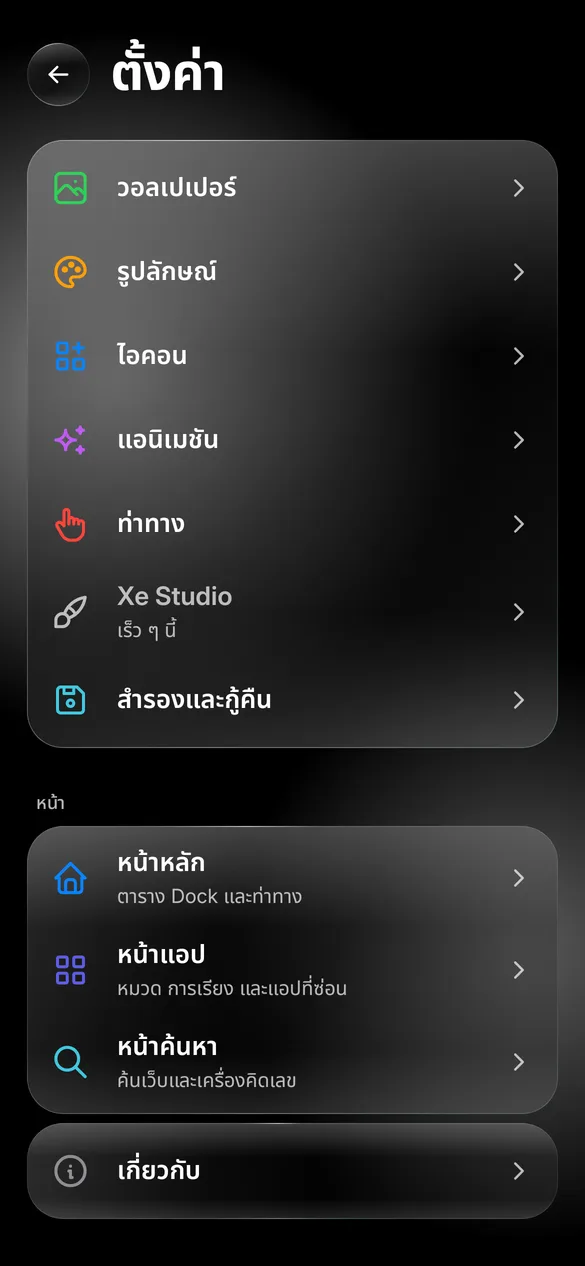 ตั้งค่า
วอลเปเปอร์
รูปลักษณ์
ไอคอน
แอนิเมชัน
ท่าทาง
Xe Studio
เร็ว ๆ นี้
สำรองและกู้คืน
หน้า
หน้าหลัก
ตาราง Dock และท่าทาง
หน้าแอป
หมวด การเรียง และแอปที่ซ่อน
หน้าค้นหา
ค้นเว็บและเครื่องคิดเลข
เกี่ยวกับ